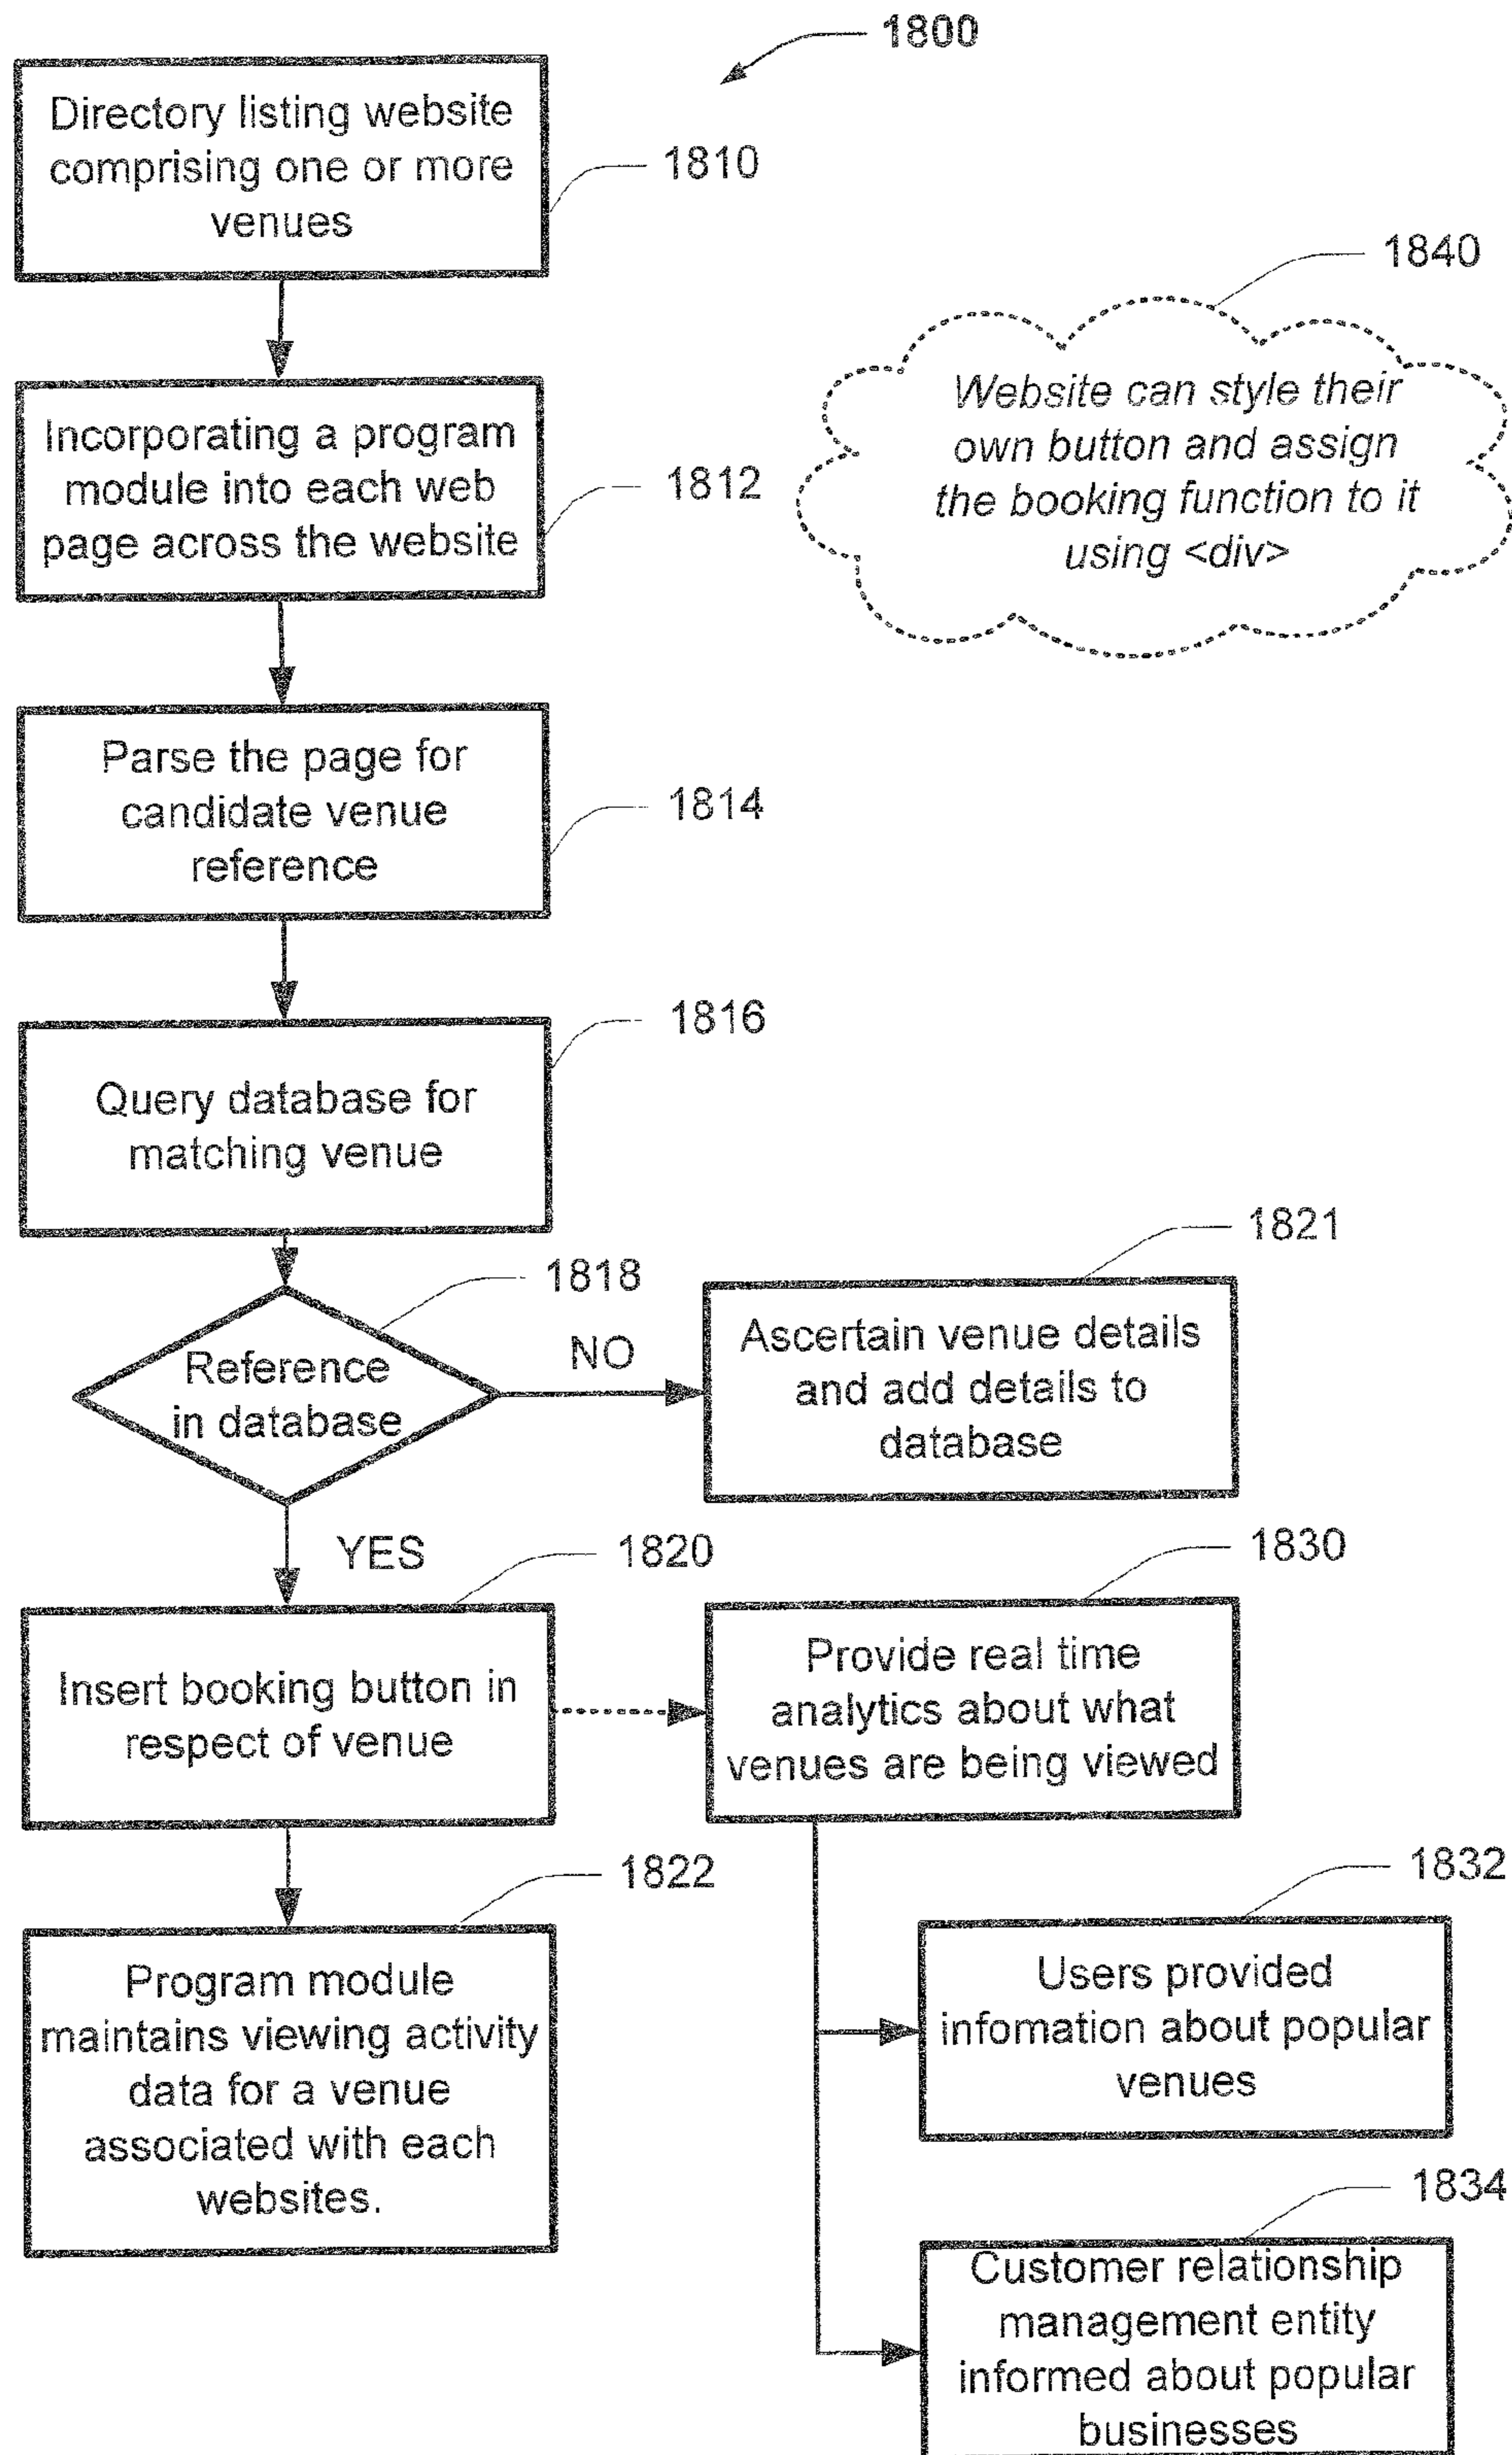 1800
Directory listing website
comprising one or more
venues
1810
1840
Website can style their
own button and assign
the booking function to it
using <div>
Incorporating a program
module into each web
page across the website
1812
Parse the page for
candidate venue
reference
1814
Query database for
matching venue
1816
1818
Reference
in database
NO
1821
Ascertain venue details
and add details to
database
YES
1820
Insert booking button in
respect of venue
1830
Provide real time
analytics about what
venues are being viewed
1822
Program module
maintains viewing activity
data for a venue
associated with each
websites.
1832
Users provided
infomation about popular
venues
1834
Customer relationship
management entity
informed about popular
businesses